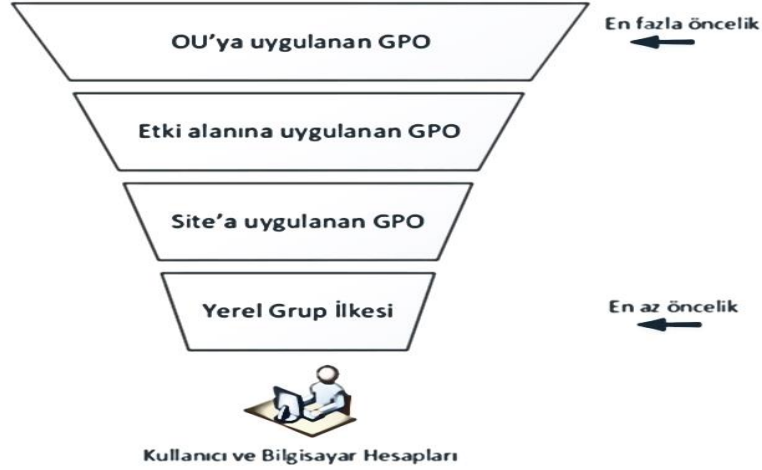 OU'ya uygulanan GPO
En fazla öncelik
Etki alanına uygulanan GPO
Site'a uygulanan GPO
Yerel Grup İlkesi
En az öncelik
Kullanıcı ve Bilgisayar Hesapları